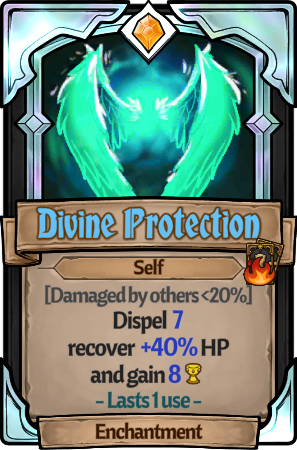 Divine Protection
Self
[Damaged by others <20%]
Dispel 7
recover +40% HP
and gain 8
- Lasts 1 use -
Enchantment